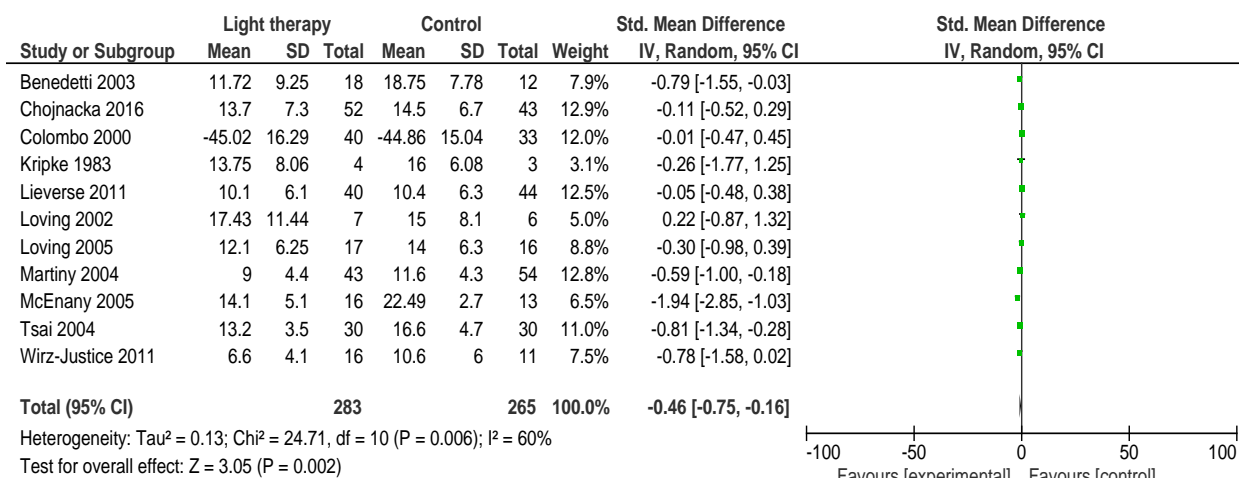 Light therapy Control Std. Mean Difference Std. Mean Difference
Study or Subgroup Mean SD Total Mean SD Total Weight IV, Random, 95% CI IV, Random, 95% CI
Benedetti 2003 11.72 9.25 18 18.75 7.78 12 7.9% -0.79 [-1.55, -0.03]
Chojnacka 2016 13.7 7.3 52 14.5 6.7 43 12.9% -0.11 [-0.52, 0.29]
Colombo 2000 -45.02 16.29 40 -44.86 15.04 33 12.0% -0.01 [-0.47, 0.45]
Kripke 1983 13.75 8.06 4 16 6.08 3 3.1% -0.26 [-1.77, 1.25]
Lieverse 2011 10.1 6.1 40 10.4 6.3 44 12.5% -0.05 [-0.48, 0.38]
Loving 2002 17.43 11.44 7 15 8.1 6 5.0% 0.22 [-0.87, 1.32]
Loving 2005 12.1 6.25 17 14 6.3 16 8.8% -0.30 [-0.98, 0.39]
Martiny 2004 9 4.4 43 11.6 4.3 54 12.8% -0.59 [-1.00, -0.18]
McEnany 2005 14.1 5.1 16 22.49 2.7 13 6.5% -1.94 [-2.85, -1.03]
Tsai 2004 13.2 3.5 30 16.6 4.7 30 11.0% -0.81 [-1.34, -0.28]
Wirz-Justice 2011 6.6 4.1 16 10.6 6 11 7.5% -0.78 [-1.58, 0.02]
Total (95% CI) 283 265 100.0% -0.46 [-0.75, -0.16]
Heterogeneity: Tau² = 0.13; Chi² = 24.71, df = 10 (P = 0.006); I² = 60%
Test for overall effect: Z = 3.05 (P = 0.002)
-100 -50 0 50 100
Favours [experimental] Favours [control]